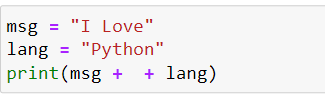 msg = "I Love"
lang = "Python"
print(msg +  + lang)